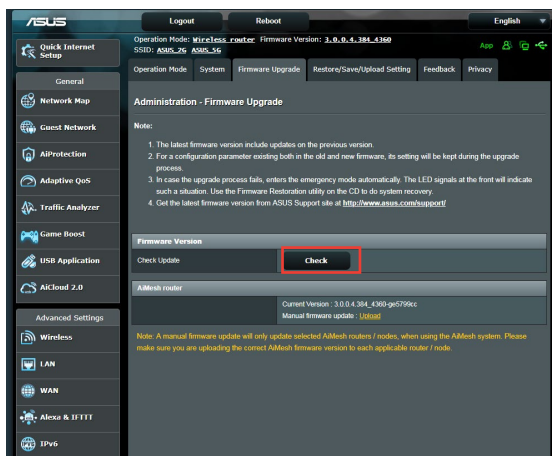 ASUS
Logout
Reboot
English
Quick Internet
Setup
Operation Mode: Wireless router Firmware Version: 3.0.0.4.384_4360
SSID: ASUS_2G ASUS_5G
App
Operation Mode
System
Firmware Upgrade
Restore/Save/Upload Setting
Feedback
Privacy
General
Network Map
Guest Network
AiProtection
Adaptive QoS
Traffic Analyzer
Game Boost
USB Application
AiCloud 2.0
Advanced Settings
Wireless
LAN
WAN
Alexa & IFTTT
IPv6
Administration - Firmware Upgrade
Note:
1. The latest firmware version include updates on the previous version.
2. For a configuration parameter existing both in the old and new firmware, its setting will be kept during the upgrade
process.
3. In case the upgrade process fails, enters the emergency mode automatically. The LED signals at the front will indicate
such a situation. Use the Firmware Restoration utility on the CD to do system recovery.
4. Get the latest firmware version from ASUS Support site at http://www.asus.com/support/
Firmware Version
Check Update
Check
AiMesh router
Current Version : 3.0.0.4.384_4360-ge5799cc
Manual firmware update : Upload
Note: A manual firmware update will only update selected AiMesh routers / nodes, when using the AiMesh system. Please
make sure you are uploading the correct AiMesh firmware version to each applicable router / node.